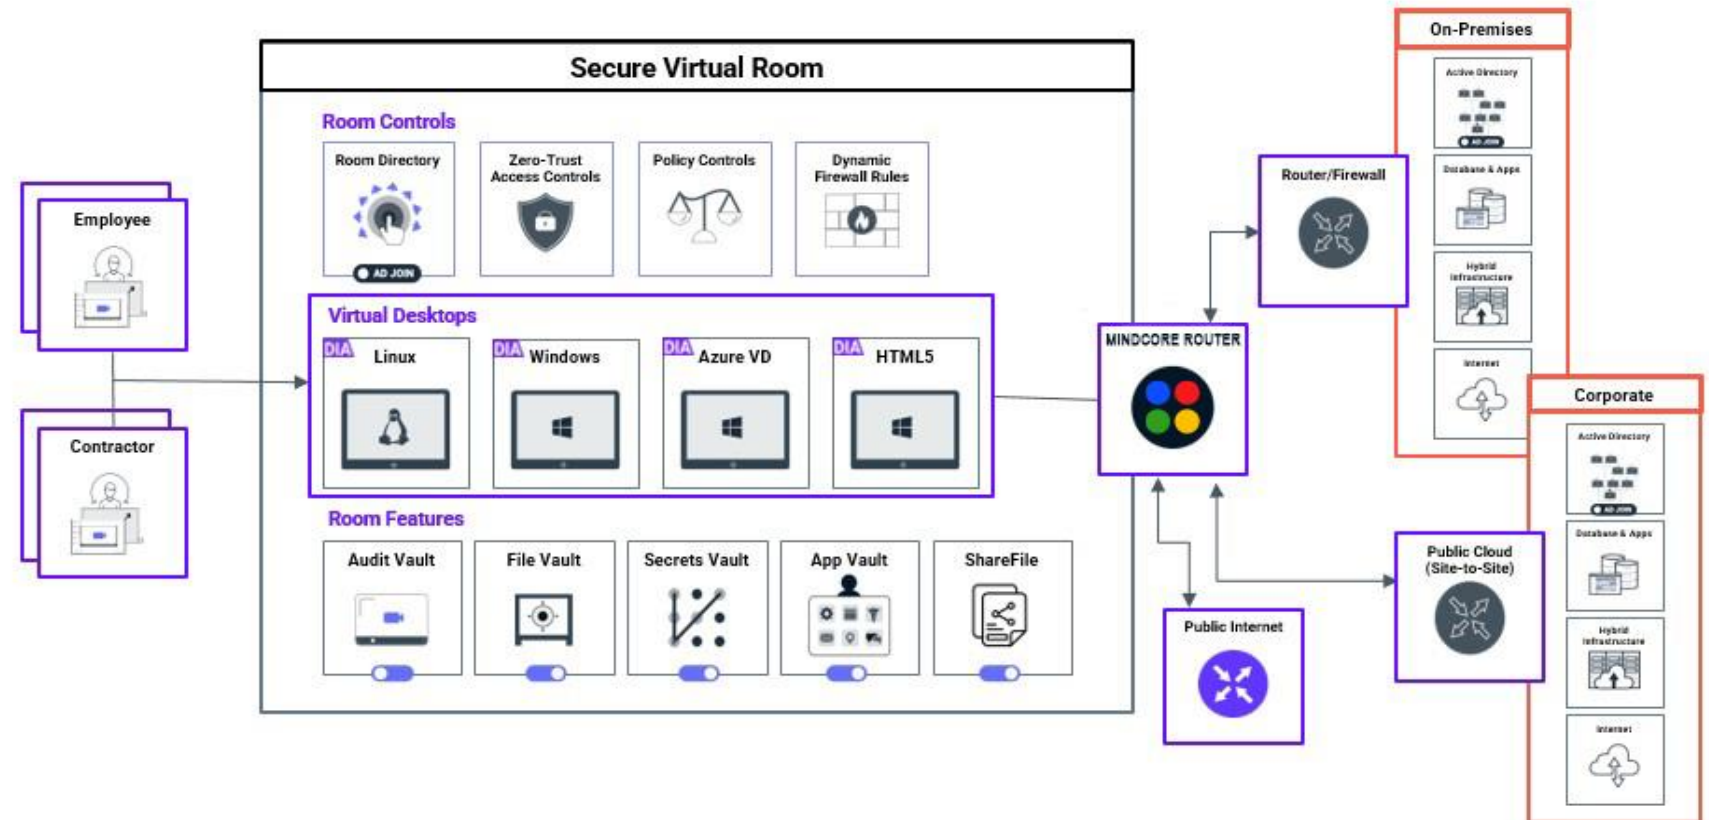 Secure Virtual Room
Employee
Contractor
Room Controls
Room Directory
AD JOIN
Zero-Trust
Access Controls
Policy Controls
Dynamic
Firewall Rules
Virtual Desktops
DIA
Linux
DIA
Windows
DIA
Azure VD
DIA
HTML5
Room Features
Audit Vault
File Vault
Secrets Vault
App Vault
ShareFile
MINDCORE ROUTER
Router/Firewall
Public Internet
Public Cloud
(Site-to-Site)
On-Premises
Active Directory
AD JOIN
Database & Apps
Hybrid
Infrastructure
Internet
Corporate
Active Directory
AD JOIN
Database & Apps
Hybrid
Infrastructure
Internet